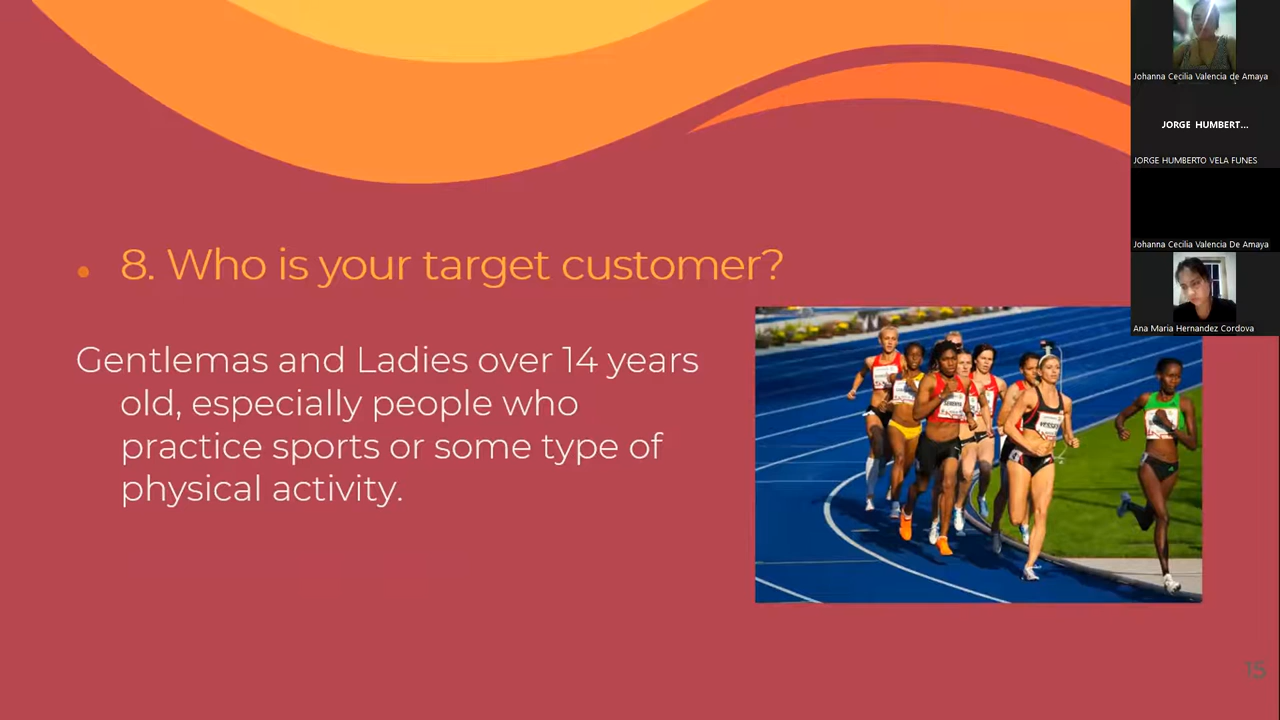 8. Who is your target customer?
Gentlemas and Ladies over 14 years
old, especially people who
practice sports or some type of
physical activity.
Johanna Cecilia Valencia de Amaya
JORGE HUMBERT...
JORGE HUMBERTO VELA FUNES
Johanna Cecilia Valencia De Amaya
Ana Maria Hernandez Cordova
15